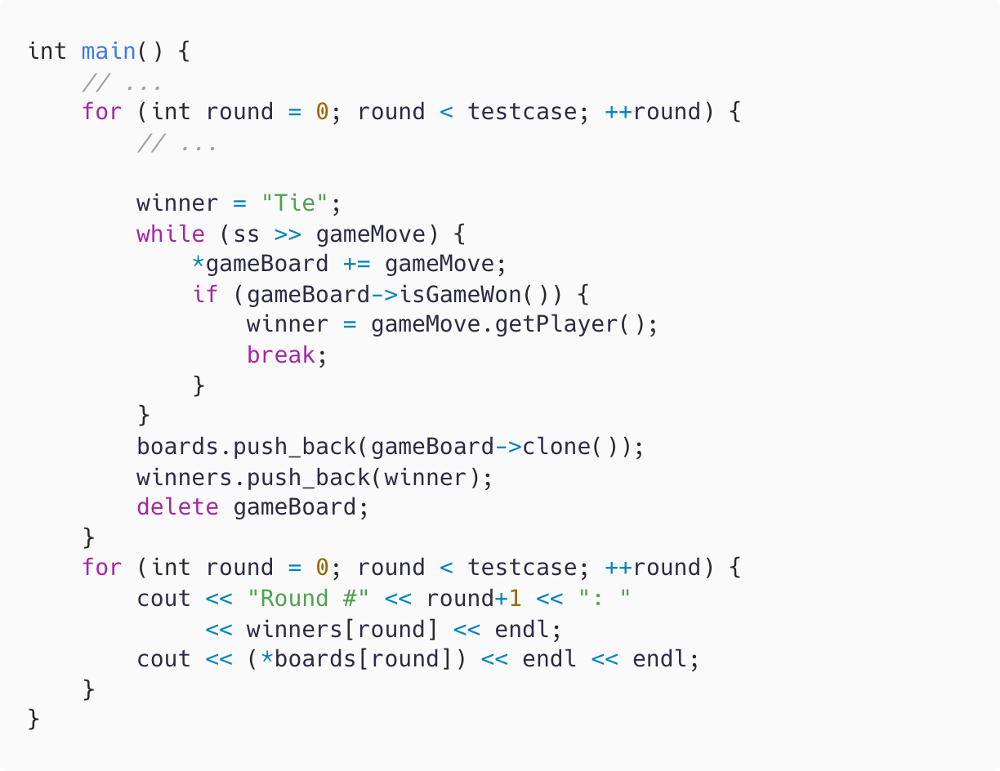 int main() {
    // ...
    for (int round = 0; round < testcase; ++round) {
        // ...

        winner = "Tie";
        while (ss >> gameMove) {
            *gameBoard += gameMove;
            if (gameBoard->isGameWon()) {
                winner = gameMove.getPlayer();
                break;
            }
        }
        boards.push_back(gameBoard->clone());
        winners.push_back(winner);
        delete gameBoard;
    }
    for (int round = 0; round < testcase; ++round) {
        cout << "Round #" << round+1 << ": "
             << winners[round] << endl;
        cout << (*boards[round]) << endl << endl;
    }
}